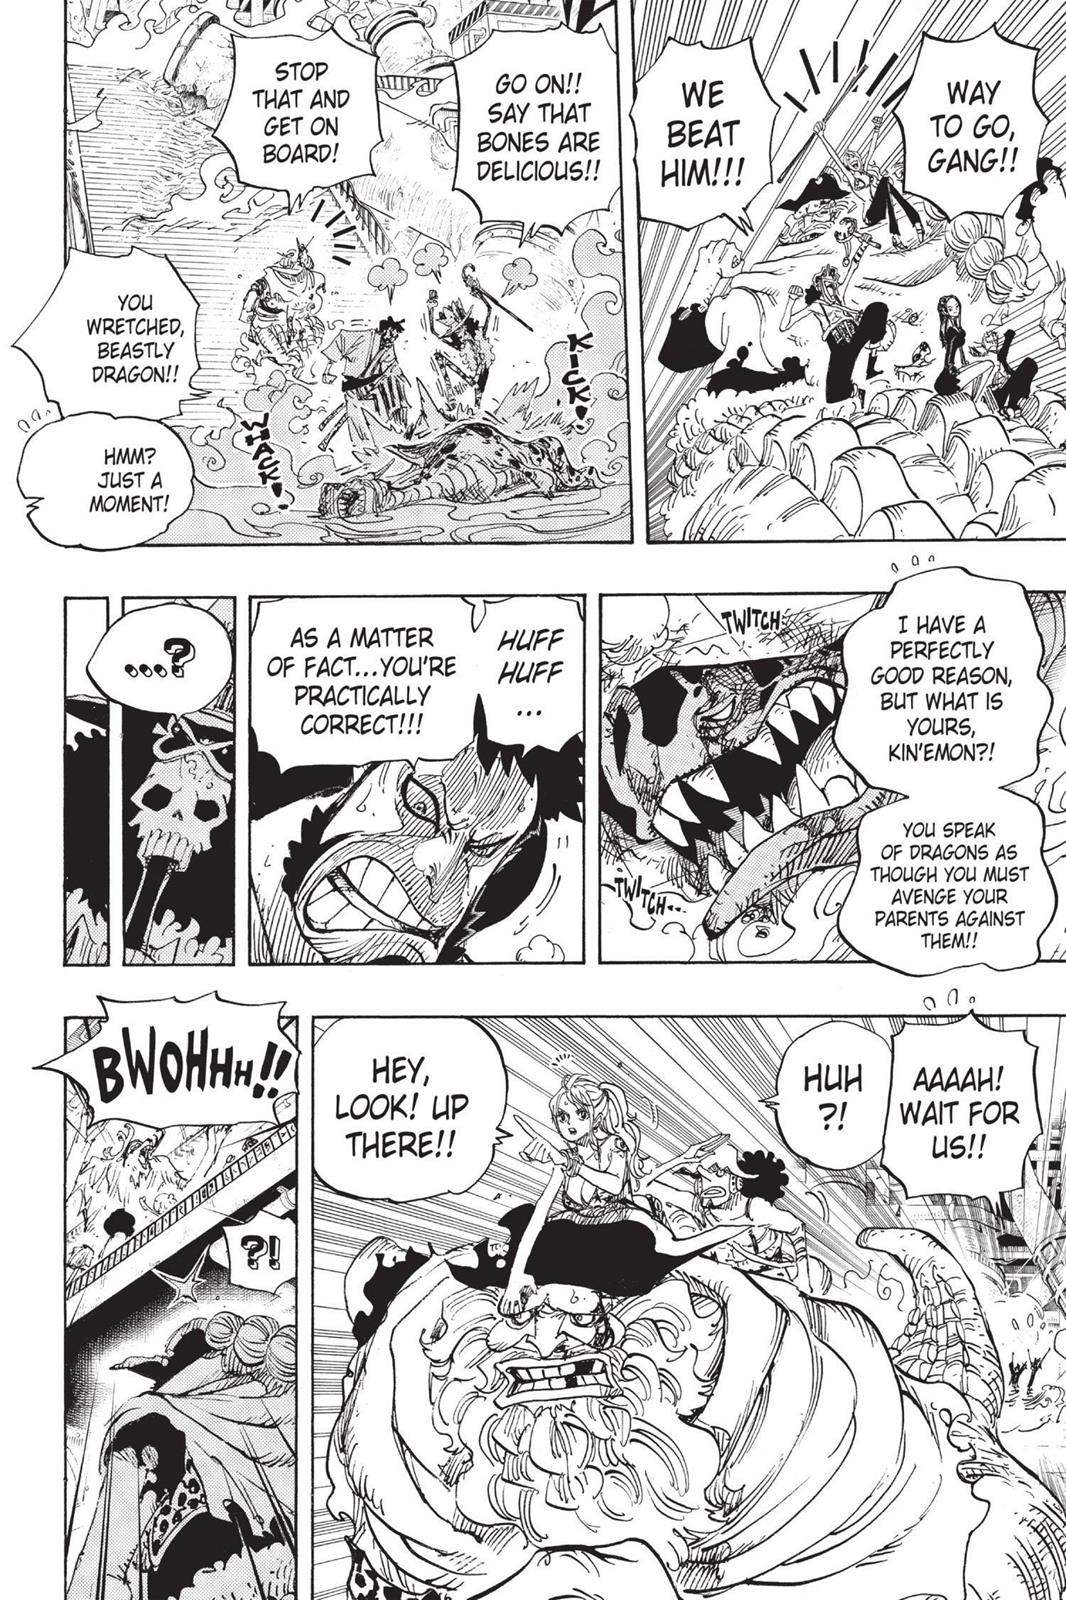 WAY
TO GO,
GANG!!
WE
BEAT
HIM!!!
GO ON!!
SAY THAT
BONES ARE
DELICIOUS!!
STOP
THAT AND
GET ON
BOARD!
KICK!
WHACK!
YOU
WRETCHED,
BEASTLY
DRAGON!!
HMM?
JUST A
MOMENT!
I HAVE A
PERFECTLY
GOOD REASON,
BUT WHAT IS
YOURS,
KIN'EMON?!
YOU SPEAK
OF DRAGONS AS
THOUGH YOU MUST
AVENGE YOUR
PARENTS AGAINST
THEM!!
TWITCH
TWITCH...
HUFF
HUFF
...
AS A MATTER
OF FACT...YOU'RE
PRACTICALLY
CORRECT!!!
...?
AAAAH!
WAIT FOR
US!!
HUH
?!
HEY,
LOOK! UP
THERE!!
BWOHHH!!
?!